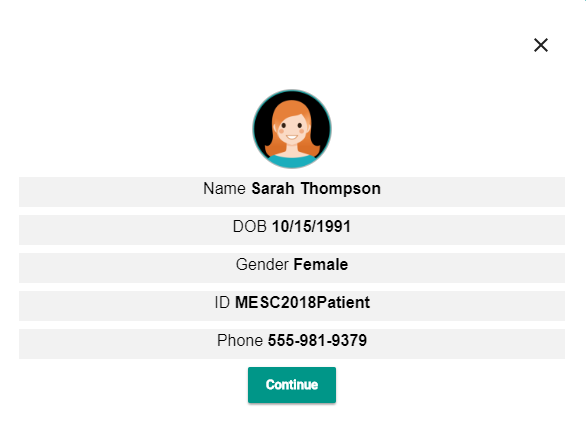 Name Sarah Thompson
DOB 10/15/1991
Gender Female
ID MESC2018Patient
Phone 555-981-9379
Continue